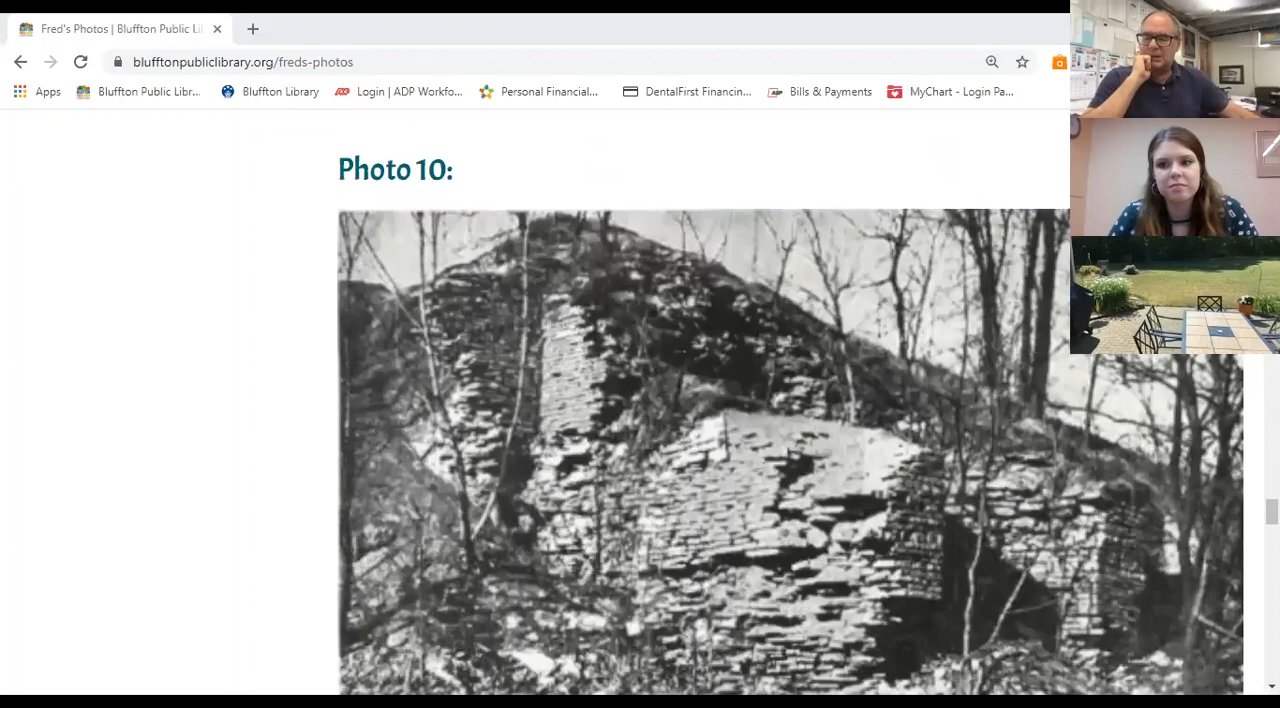 Fred's Photos | Bluffton Public Li
blufftonpubliclibrary.org/freds-photos
Apps Bluffton Public Libr... Bluffton Library Login | ADP Workfo... Personal Financial... DentalFirst Financin... Bills & Payments MyChart - Login Pa...
Photo 10: